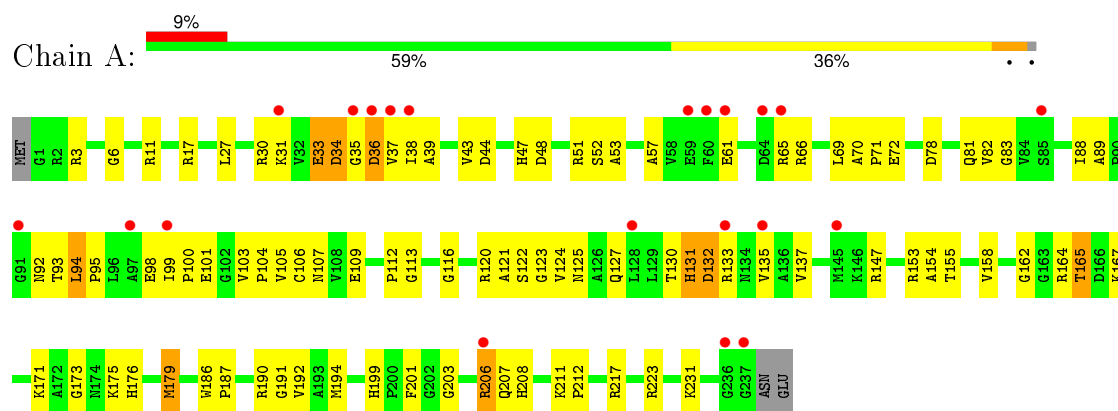 9%
Chain A:
59% 36% • •
MET G1 R2 R3 G6 R11 R17 L27 R30 K31 V32 E33 D34 G35 D36 V37 I38 A39 V43 D44 H47 D48 R51 S52 A53 A57 V58 E59 F60 E61 D64 R65 R66 L69 A70 P71 E72 D78 Q81 V82 G83 V84 S85 I88 A89 P90
G91 N92 T93 L94 P95 L96 A97 E98 I99 P100 E101 G102 V103 P104 V105 C106 N107 V108 E109 P112 G113 G116 R120 A121 S122 G123 V124 N125 A126 Q127 L128 L129 T130 H131 D132 R133 N134 V135 A136 V137 M145 K146 R147 R153 A154 T155 V158 G162 G163 R164 T165 D166 K167
K171 A172 G173 N174 K175 H176 M179 W186 P187 R190 G191 V192 A193 M194 H199 P200 F201 G202 G203 R206 Q207 H208 K211 P212 R217 R223 K231 G236 G237 ASN GLU